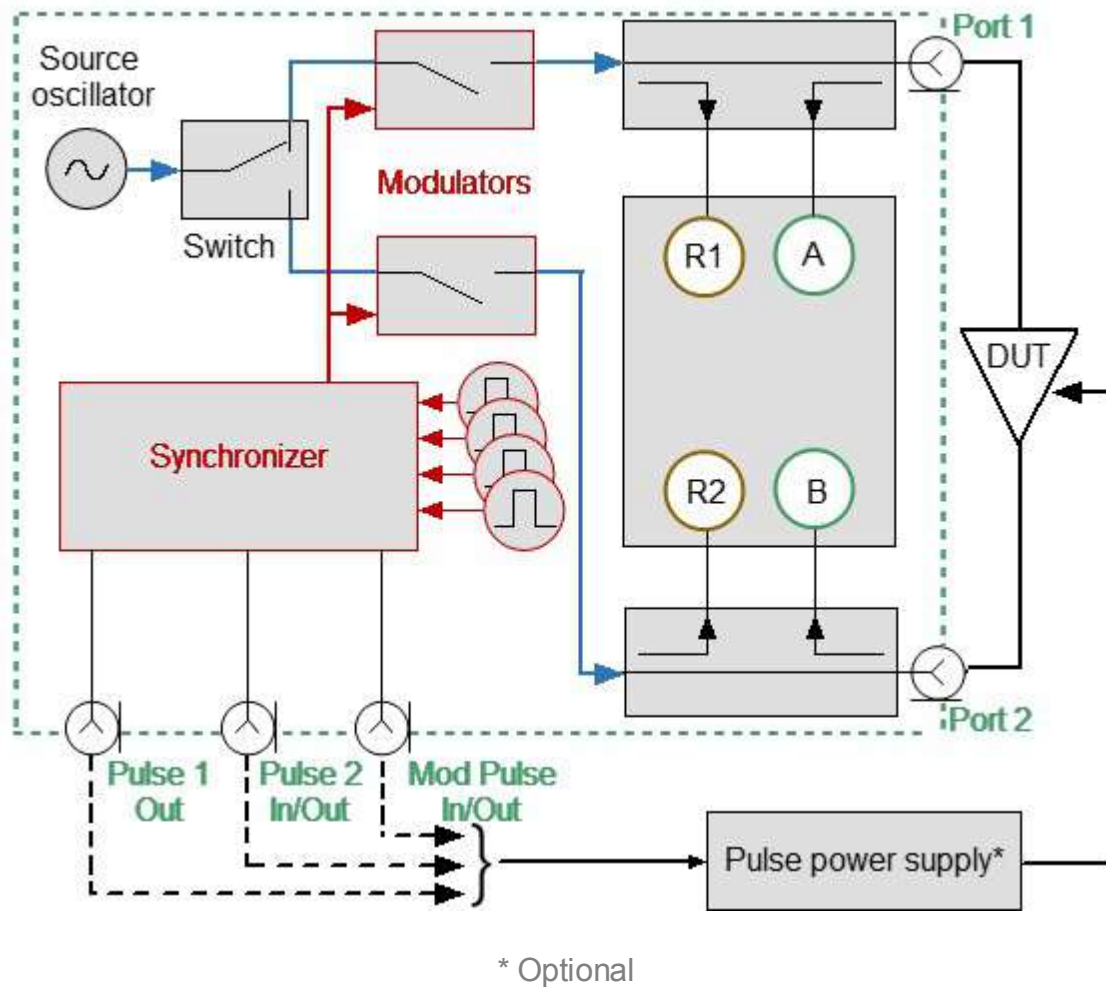 Port 1
Source
oscillator
Modulators
Switch
R1
A
DUT
Synchronizer
R2
B
Port 2
Pulse 1
Out
Pulse 2
In/Out
Mod Pulse
In/Out
Pulse power supply*
* Optional